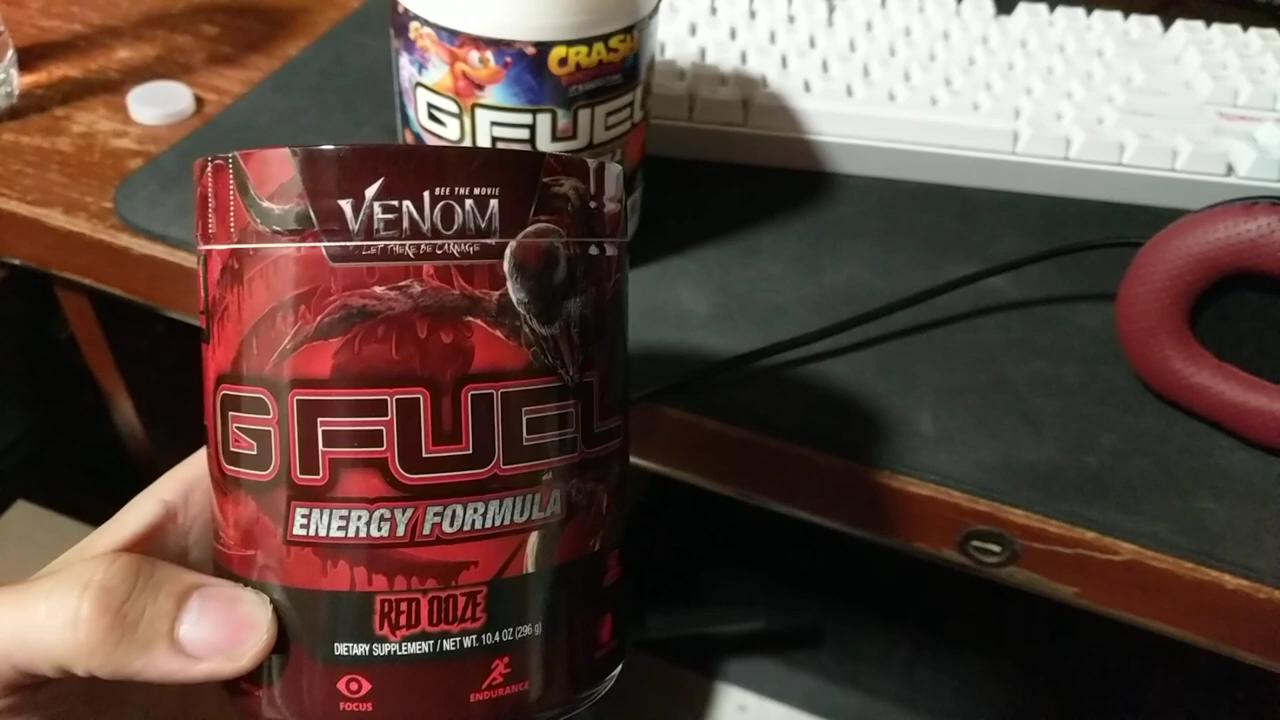 CRASH
G FUEL
SEE THE MOVIE
VENOM
LET THERE BE CARNAGE
G FUEL
ENERGY FORMULA
RED OOZE
DIETARY SUPPLEMENT / NET WT. 10.4 OZ (296 g)
FOCUS
ENDURANCE